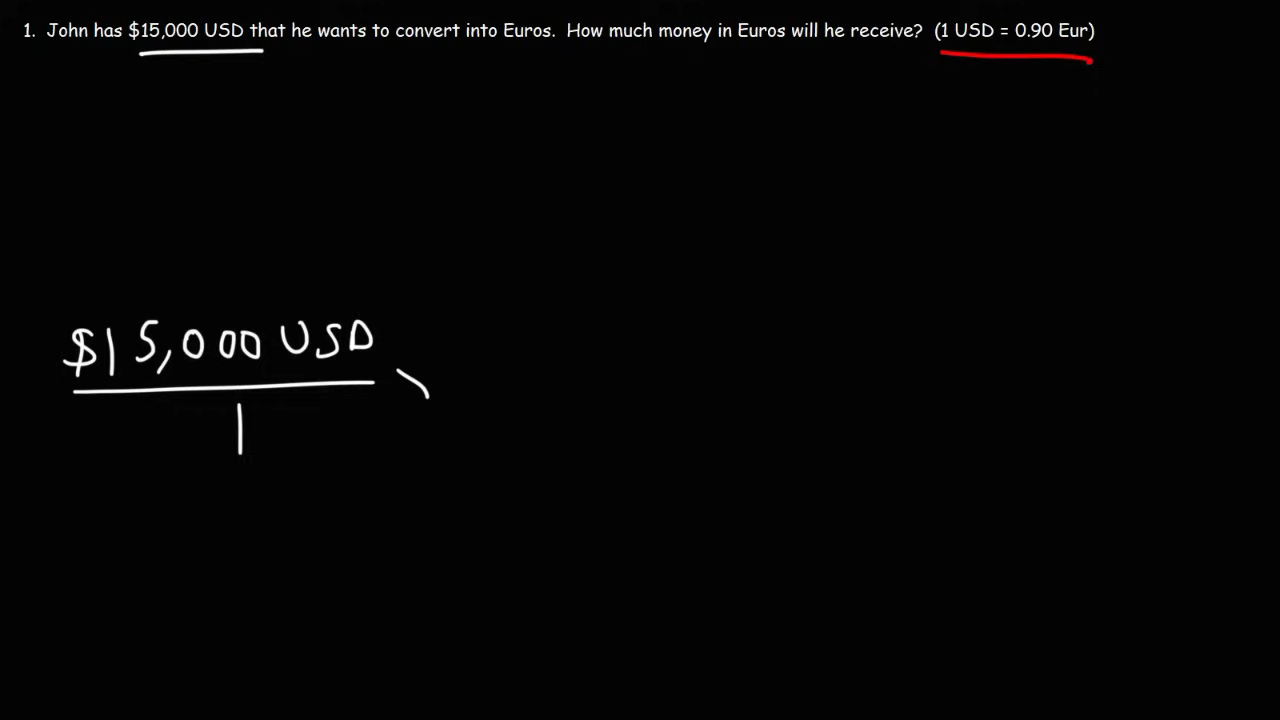 1. John has $15,000 USD that he wants to convert into Euros. How much money in Euros will he receive? (1 USD = 0.90 Eur)
$15,000 USD
1